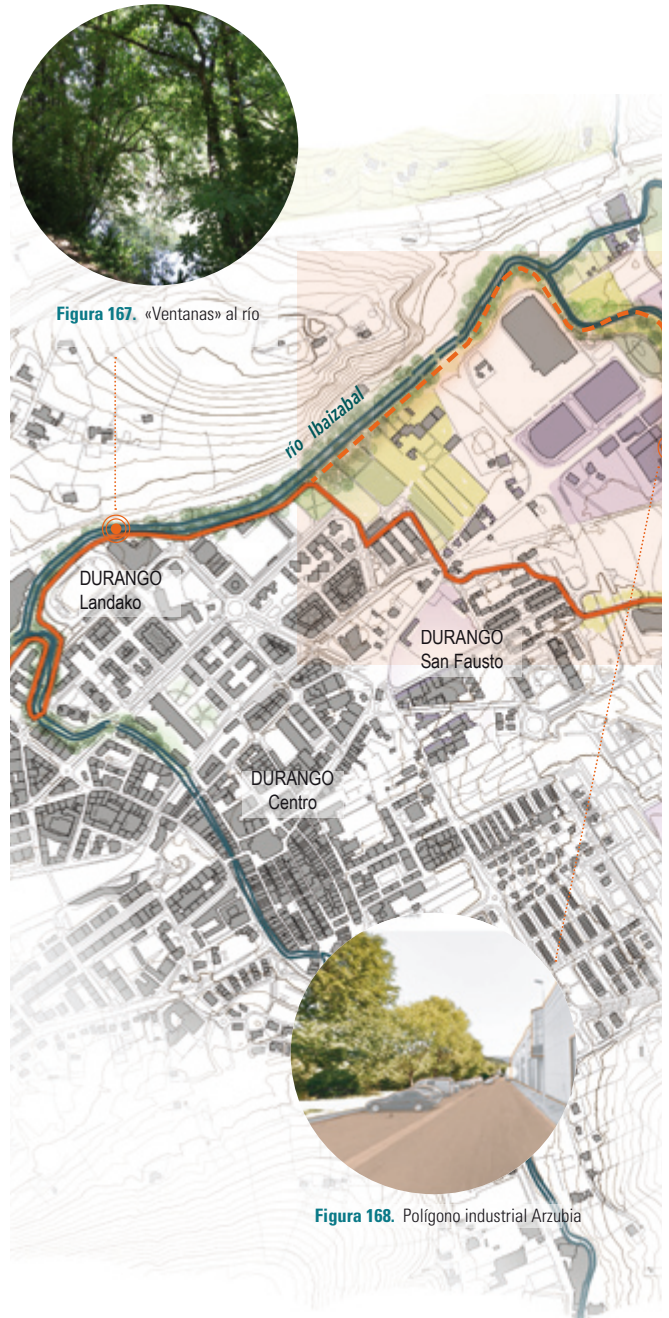 Figura 167. «Ventanas» al río
río Ibaizabal
DURANGO
Landako
DURANGO
San Fausto
DURANGO
Centro
Figura 168. Polígono industrial Arzubia